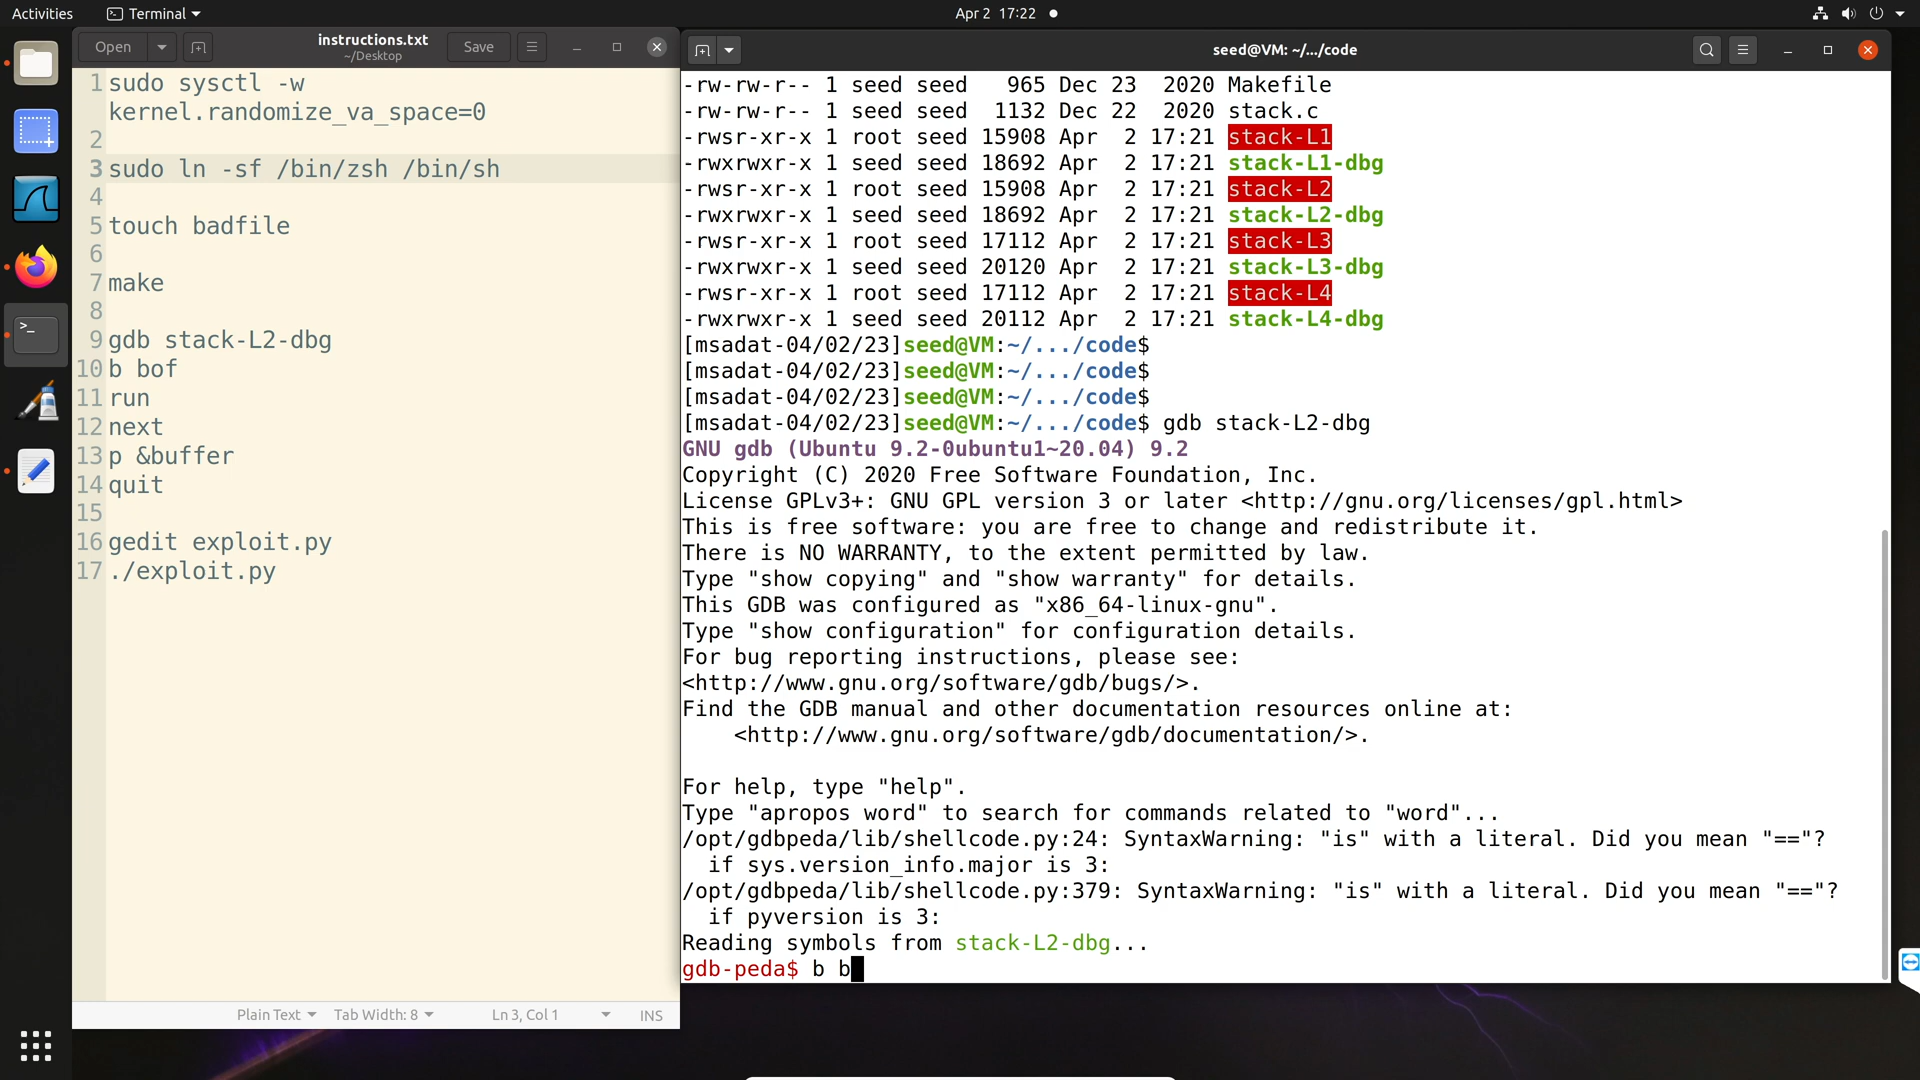 Activities
Terminal
Apr 2 17:22
Open
instructions.txt
~/Desktop
Save
1 sudo sysctl -w
kernel.randomize_va_space=0
2
3 sudo ln -sf /bin/zsh /bin/sh
4
5 touch badfile
6
7 make
8
9 gdb stack-L2-dbg
10 b bof
11 run
12 next
13 p &buffer
14 quit
15
16 gedit exploit.py
17 ./exploit.py
Plain Text
Tab Width: 8
Ln 3, Col 1
INS
seed@VM: ~/.../code
-rw-rw-r-- 1 seed seed   965 Dec 23  2020 Makefile
-rw-rw-r-- 1 seed seed  1132 Dec 22  2020 stack.c
-rwsr-xr-x 1 root seed 15908 Apr  2 17:21 stack-L1
-rwxrwxr-x 1 seed seed 18692 Apr  2 17:21 stack-L1-dbg
-rwsr-xr-x 1 root seed 15908 Apr  2 17:21 stack-L2
-rwxrwxr-x 1 seed seed 18692 Apr  2 17:21 stack-L2-dbg
-rwsr-xr-x 1 root seed 17112 Apr  2 17:21 stack-L3
-rwxrwxr-x 1 seed seed 20120 Apr  2 17:21 stack-L3-dbg
-rwsr-xr-x 1 root seed 17112 Apr  2 17:21 stack-L4
-rwxrwxr-x 1 seed seed 20112 Apr  2 17:21 stack-L4-dbg
[msadat-04/02/23]seed@VM:~/.../code$
[msadat-04/02/23]seed@VM:~/.../code$
[msadat-04/02/23]seed@VM:~/.../code$
[msadat-04/02/23]seed@VM:~/.../code$ gdb stack-L2-dbg
GNU gdb (Ubuntu 9.2-0ubuntu1~20.04) 9.2
Copyright (C) 2020 Free Software Foundation, Inc.
License GPLv3+: GNU GPL version 3 or later <http://gnu.org/licenses/gpl.html>
This is free software: you are free to change and redistribute it.
There is NO WARRANTY, to the extent permitted by law.
Type "show copying" and "show warranty" for details.
This GDB was configured as "x86_64-linux-gnu".
Type "show configuration" for configuration details.
For bug reporting instructions, please see:
<http://www.gnu.org/software/gdb/bugs/>.
Find the GDB manual and other documentation resources online at:
    <http://www.gnu.org/software/gdb/documentation/>.
For help, type "help".
Type "apropos word" to search for commands related to "word"...
/opt/gdbpeda/lib/shellcode.py:24: SyntaxWarning: "is" with a literal. Did you mean "=="?
  if sys.version_info.major is 3:
/opt/gdbpeda/lib/shellcode.py:379: SyntaxWarning: "is" with a literal. Did you mean "=="?
  if pyversion is 3:
Reading symbols from stack-L2-dbg...
gdb-peda$ b b